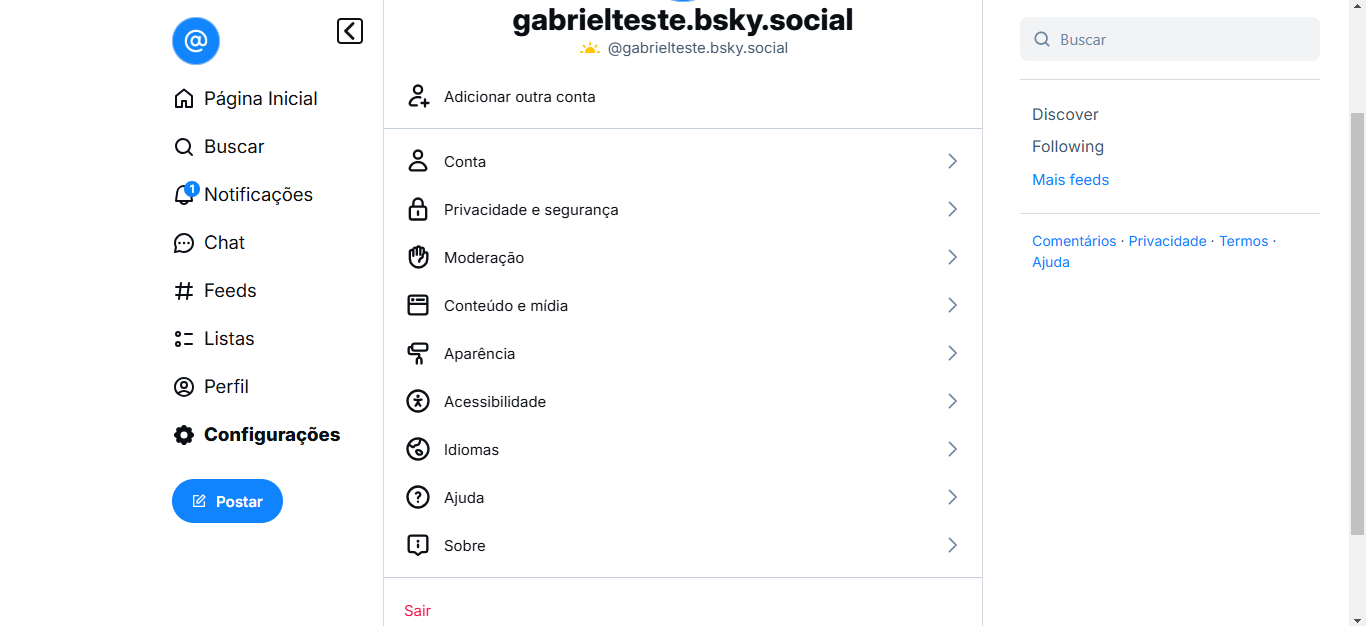 @
Página Inicial
Buscar
1
Notificações
Chat
Feeds
Listas
Perfil
Configurações
Postar
gabrielteste.bsky.social
@gabrielteste.bsky.social
Adicionar outra conta
Conta
Privacidade e segurança
Moderação
Conteúdo e mídia
Aparência
Acessibilidade
Idiomas
Ajuda
Sobre
Sair
Buscar
Discover
Following
Mais feeds
Comentários · Privacidade · Termos ·
Ajuda